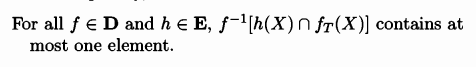 For all f ∈ D and h ∈ E, f⁻¹[h(X) ∩ f_T(X)] contains at
most one element.